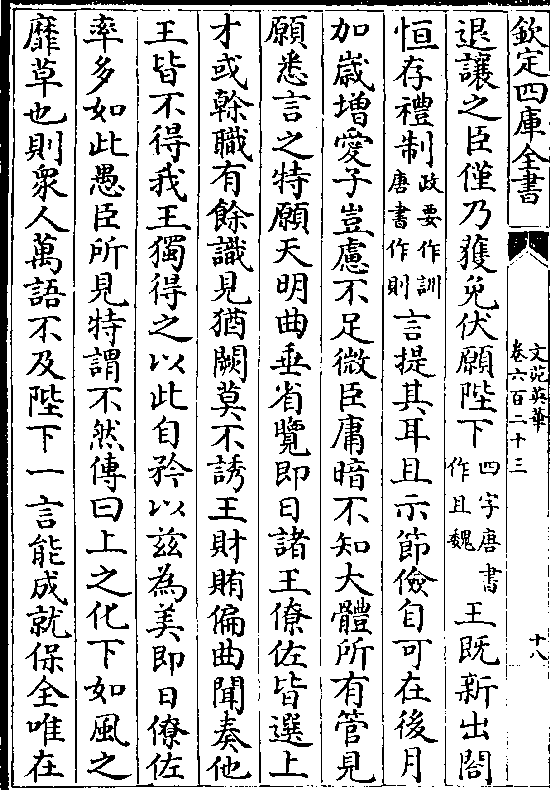 欽定四庫全書
文苑英華
卷六百二十三
十八
退讓之臣僅乃獲免伏願陛下四字唐書作且魏王既新出閤
恒存禮制政要作訓唐書作則言提其耳且示節儉自可在後月
加歲增愛子豈慮不足微臣庸暗不知大體所有管見
願悉言之特願天明曲垂省覽即日諸王僚佐皆選上
才或幹職有餘識見猶闕莫不誘王財賄偏曲聞奏他
王皆不得我王獨得之以此自矜以兹為美即日僚佐
率多如此愚臣所見特謂不然傳曰上之化下如風之
靡草也則衆人萬語不及陛下一言能成就保全唯在